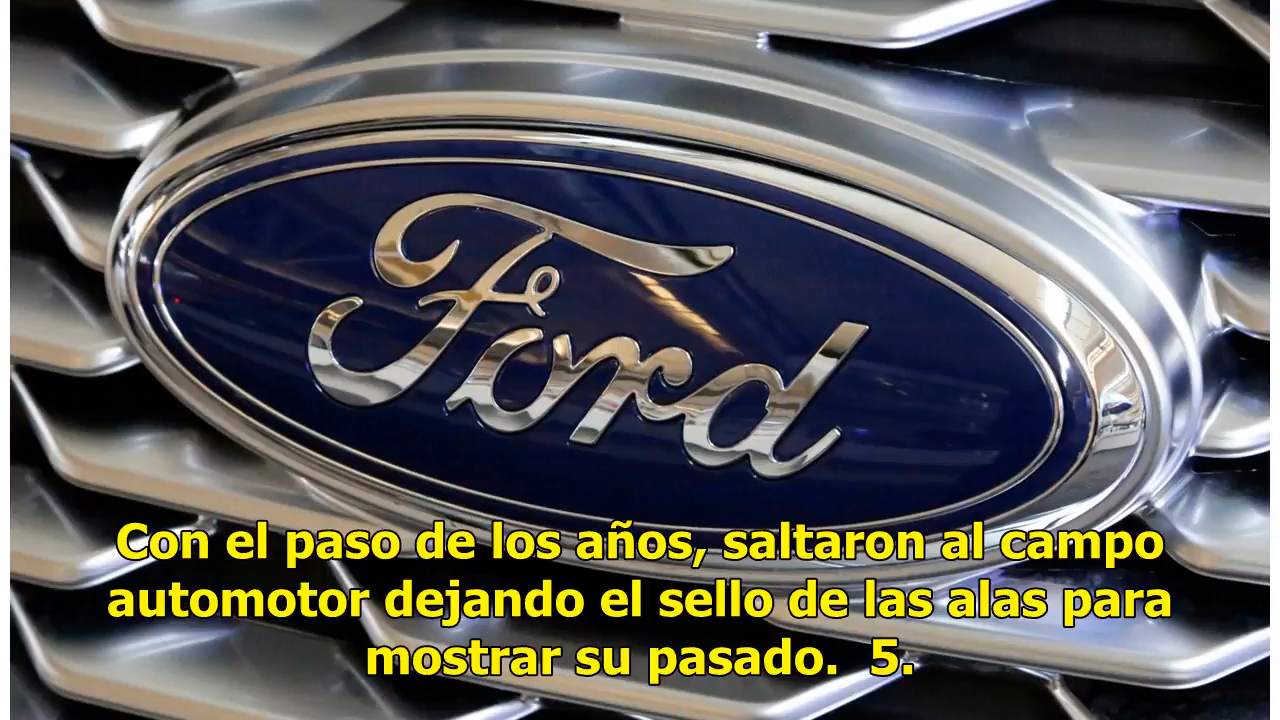 Ford
Con el paso de los años, saltaron al campo
automotor dejando el sello de las alas para
mostrar su pasado.  5.